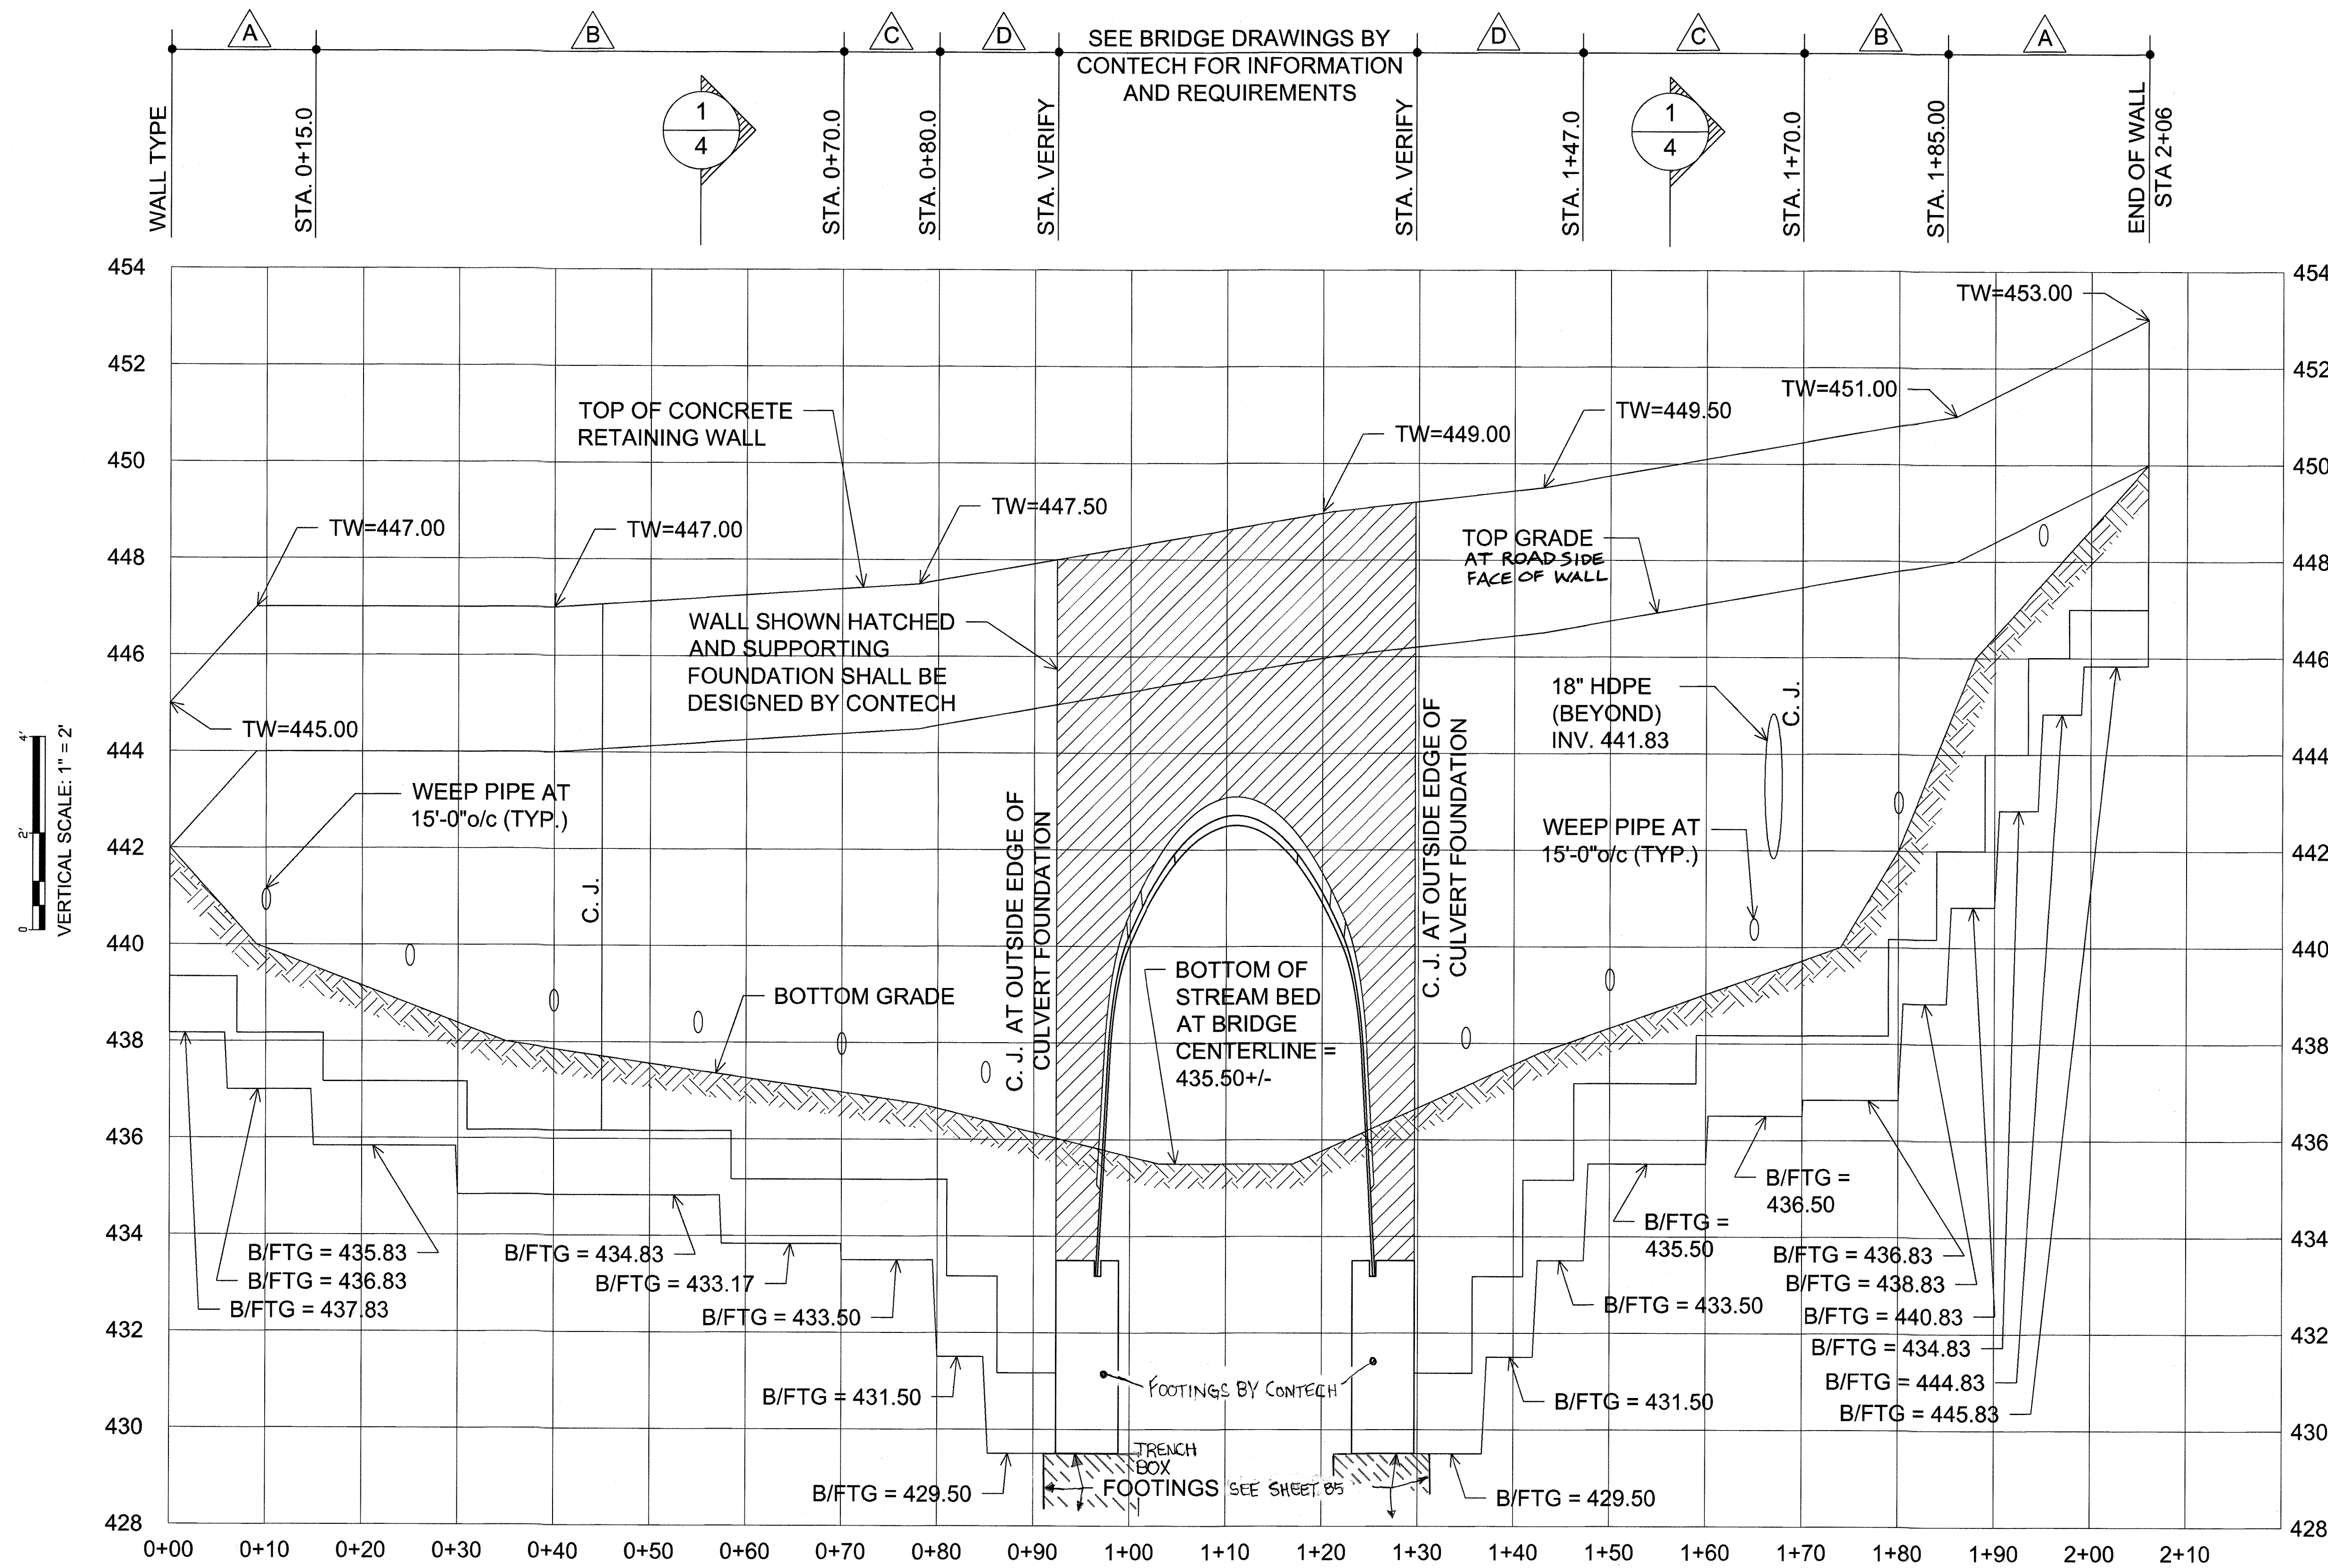 A
B
C
D
SEE BRIDGE DRAWINGS BY
CONTECH FOR INFORMATION
AND REQUIREMENTS
D
C
B
A
WALL TYPE
STA. 0+15.0
1
4
STA. 0+70.0
STA. 0+80.0
STA. VERIFY
STA. VERIFY
STA. 1+47.0
1
4
STA. 1+70.0
STA. 1+85.00
END OF WALL
STA 2+06
454
454
TW=453.00
452
452
TW=451.00
TOP OF CONCRETE
RETAINING WALL
TW=449.50
TW=449.00
450
450
TW=447.50
TW=447.00
TW=447.00
TOP GRADE
AT ROAD SIDE
FACE OF WALL
448
448
WALL SHOWN HATCHED
AND SUPPORTING
FOUNDATION SHALL BE
DESIGNED BY CONTECH
446
446
18" HDPE
(BEYOND)
INV. 441.83
C. J.
TW=445.00
444
444
4'
2'
0
VERTICAL SCALE: 1" = 2'
WEEP PIPE AT
15'-0"o/c (TYP.)
WEEP PIPE AT
15'-0"o/c (TYP.)
442
442
C. J.
C. J. AT OUTSIDE EDGE OF
CULVERT FOUNDATION
C. J. AT OUTSIDE EDGE OF
CULVERT FOUNDATION
440
440
BOTTOM GRADE
BOTTOM OF
STREAM BED
AT BRIDGE
CENTERLINE =
435.50+/-
438
438
436
436
B/FTG =
436.50
B/FTG =
435.50
434
434
B/FTG = 435.83
B/FTG = 436.83
B/FTG = 437.83
B/FTG = 434.83
B/FTG = 433.17
B/FTG = 433.50
B/FTG = 433.50
B/FTG = 436.83
B/FTG = 438.83
B/FTG = 440.83
B/FTG = 434.83
B/FTG = 444.83
B/FTG = 445.83
432
432
B/FTG = 431.50
FOOTINGS BY CONTECH
B/FTG = 431.50
430
430
TRENCH
BOX
FOOTINGS SEE SHEET B5
B/FTG = 429.50
B/FTG = 429.50
428
428
0+00 0+10 0+20 0+30 0+40 0+50 0+60 0+70 0+80 0+90 1+00 1+10 1+20 1+30 1+40 1+50 1+60 1+70 1+80 1+90 2+00 2+10